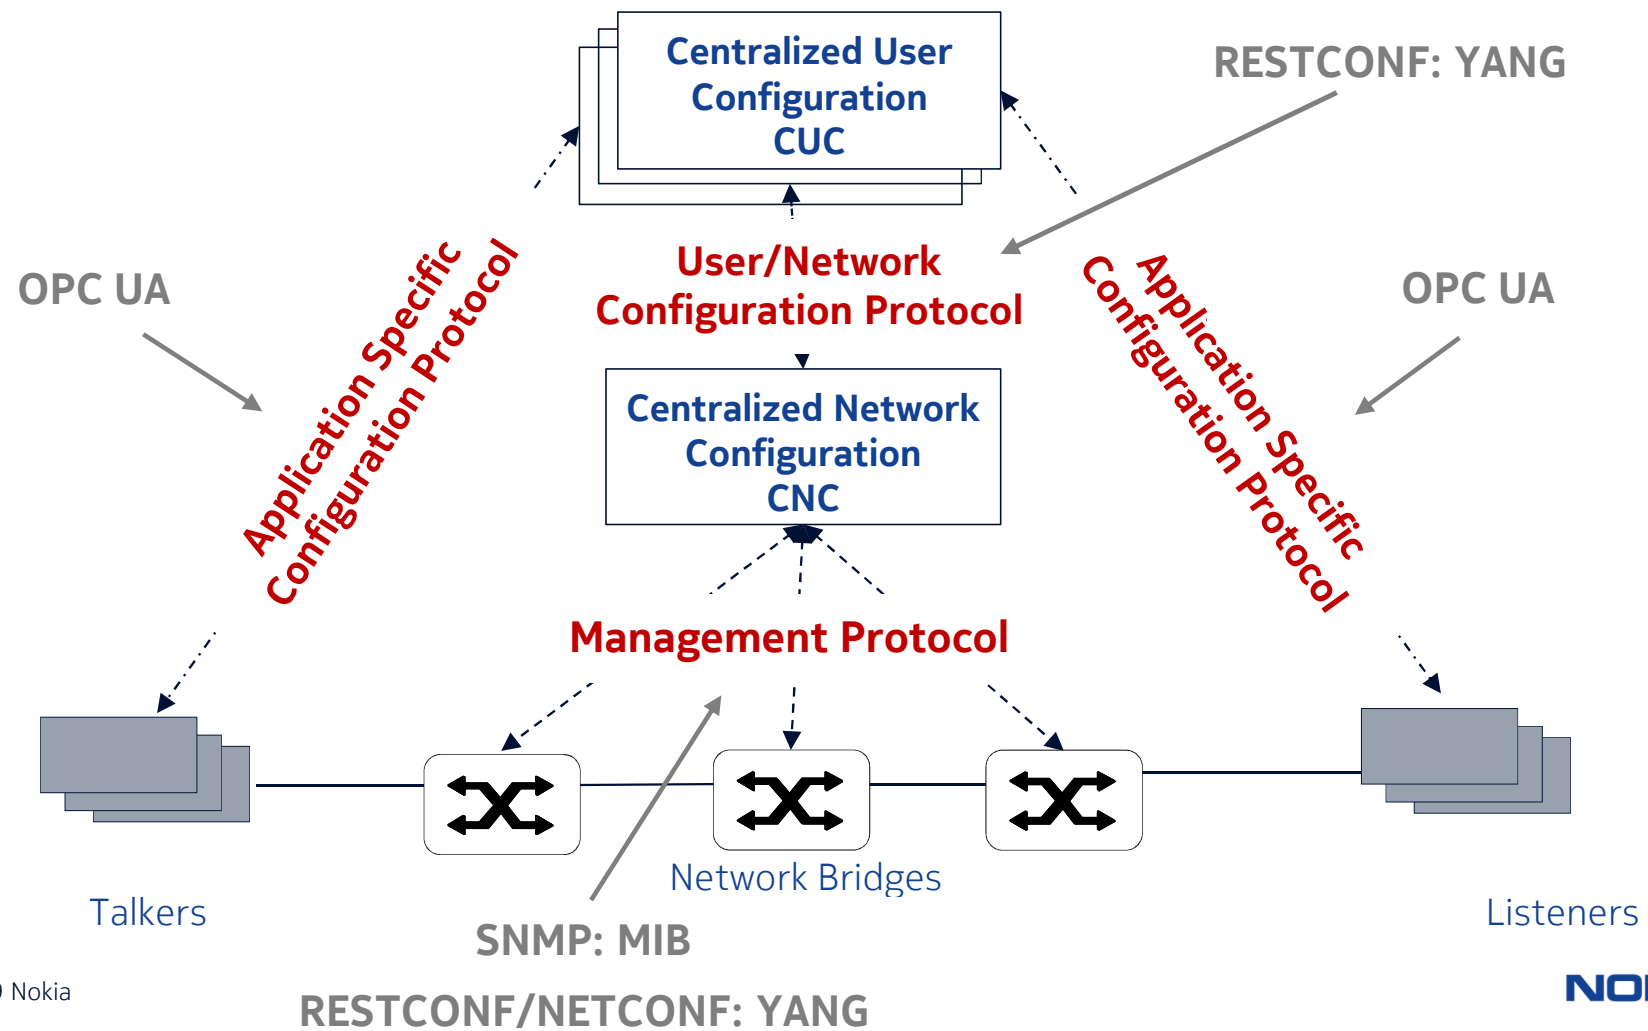 Centralized User
Configuration
CUC
RESTCONF: YANG
OPC UA
Application Specific
Configuration Protocol
User/Network
Configuration Protocol
Application Specific
Configuration Protocol
OPC UA
Centralized Network
Configuration
CNC
Management Protocol
Network Bridges
Talkers
Listeners
SNMP: MIB
RESTCONF/NETCONF: YANG
Nokia